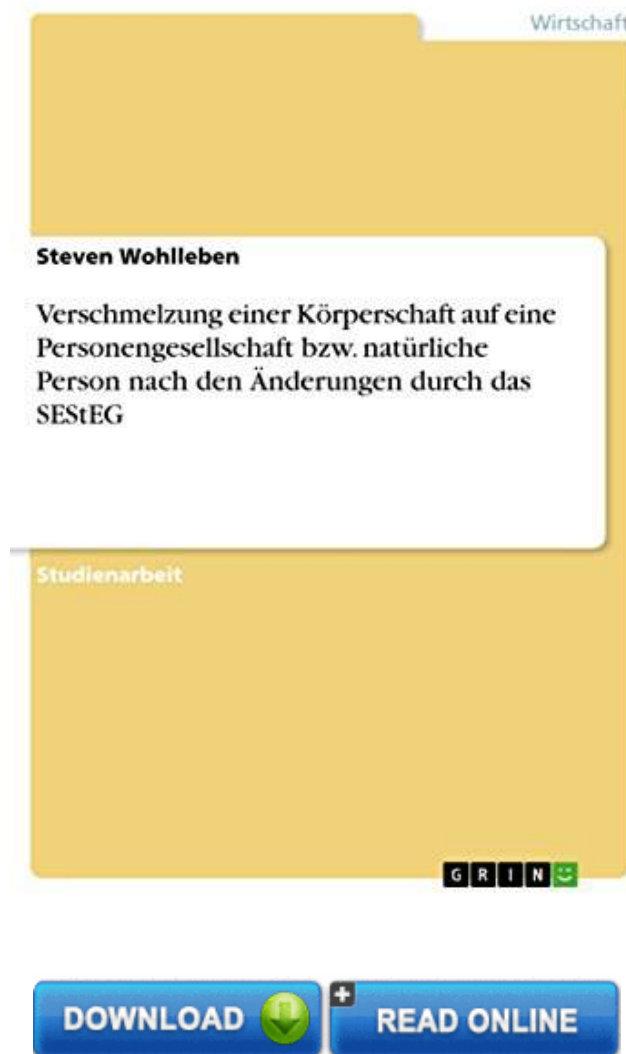 Wirtschaft
Steven Wohlleben
Verschmelzung einer Körperschaft auf eine
Personengesellschaft bzw. natürliche
Person nach den Änderungen durch das
SEStEG
Studienarbeit
GRIN
DOWNLOAD
READ ONLINE